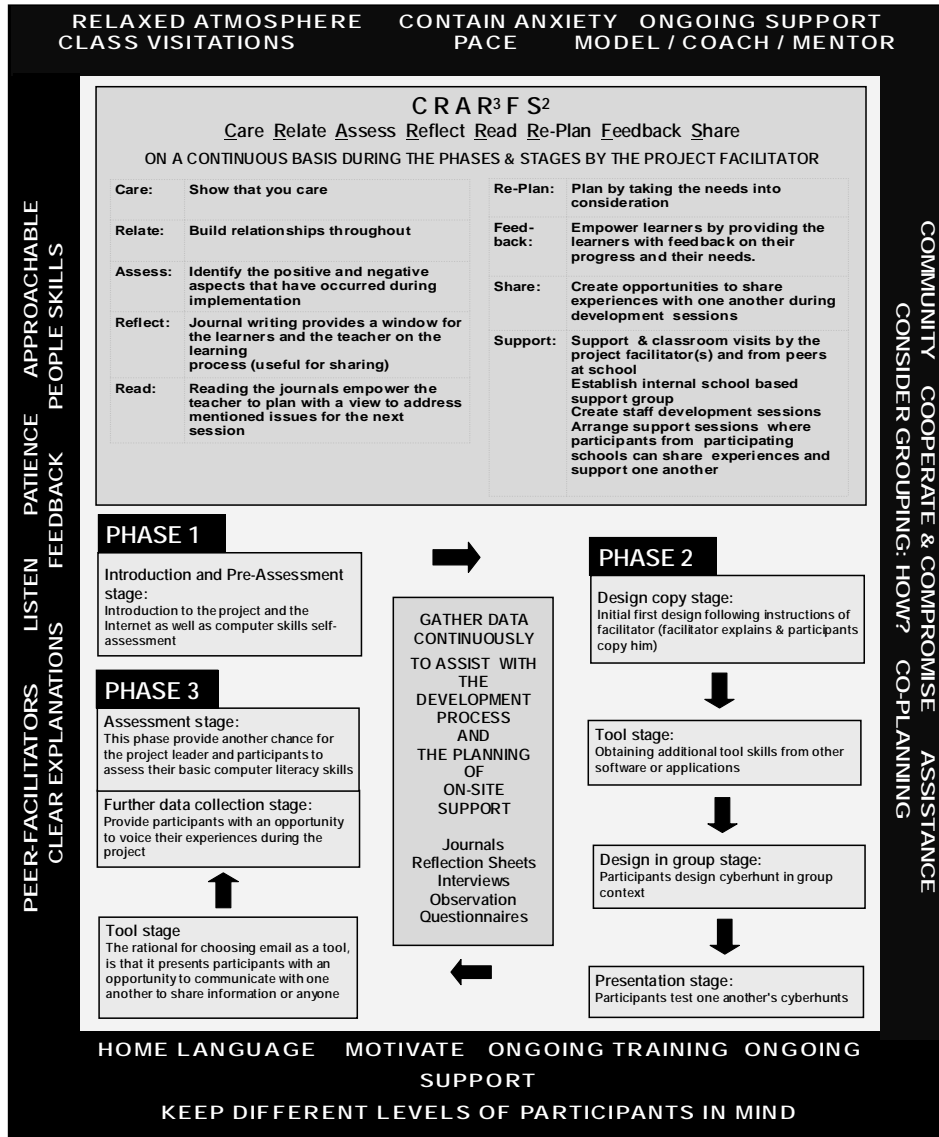 RELAXED ATMOSPHERE CONTAIN ANXIETY ONGOING SUPPORT
CLASS VISITATIONS PACE MODEL / COACH / MENTOR
PEER-FACILITATORS LISTEN PATIENCE APPROACHABLE
CLEAR EXPLANATIONS FEEDBACK PEOPLE SKILLS
C R A R³ F S²
Care Relate Assess Reflect Read Re-Plan Feedback Share
ON A CONTINUOUS BASIS DURING THE PHASES & STAGES BY THE PROJECT FACILITATOR
Care: Show that you care
Relate: Build relationships throughout
Assess: Identify the positive and negative
aspects that have occurred during
implementation
Reflect: Journal writing provides a window for
the learners and the teacher on the
learning
process (useful for sharing)
Read: Reading the journals empower the
teacher to plan with a view to address
mentioned issues for the next
session
Re-Plan: Plan by taking the needs into
consideration
Feed- Empower learners by providing the
back: learners with feedback on their
progress and their needs.
Share: Create opportunities to share
experiences with one another during
development sessions
Support: Support & classroom visits by the
project facilitator(s) and from peers
at school
Establish internal school based
support group
Create staff development sessions
Arrange support sessions where
participants from participating
schools can share experiences and
support one another
PHASE 1
Introduction and Pre-Assessment
stage:
Introduction to the project and the
Internet as well as computer skills self-
assessment
PHASE 3
Assessment stage:
This phase provide another chance for
the project leader and participants to
assess their basic computer literacy skills
Further data collection stage:
Provide participants with an opportunity
to voice their experiences during the
project
Tool stage
The rational for choosing email as a tool,
is that it presents participants with an
opportunity to communicate with one
another to share information or anyone
GATHER DATA
CONTINUOUSLY
TO ASSIST WITH
THE
DEVELOPMENT
PROCESS
AND
THE PLANNING
OF
ON-SITE
SUPPORT
Journals
Reflection Sheets
Interviews
Observation
Questionnaires
PHASE 2
Design copy stage:
Initial first design following instructions of
facilitator (facilitator explains & participants
copy him)
Tool stage:
Obtaining additional tool skills from other
software or applications
Design in group stage:
Participants design cyberhunt in group
context
Presentation stage:
Participants test one another's cyberhunts
COMMUNITY COOPERATE & COMPROMISE ASSISTANCE
CONSIDER GROUPING: HOW? CO-PLANNING
HOME LANGUAGE MOTIVATE ONGOING TRAINING ONGOING
SUPPORT
KEEP DIFFERENT LEVELS OF PARTICIPANTS IN MIND